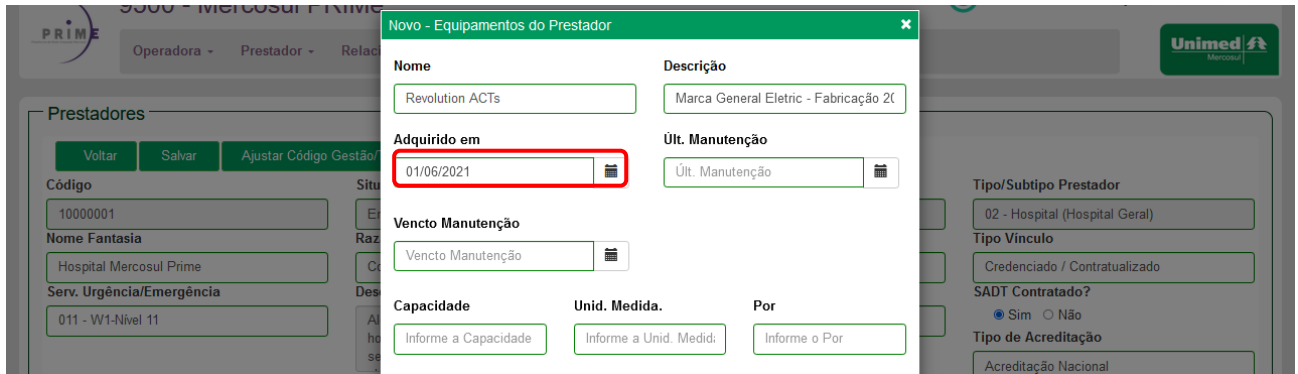 9500 - Mercosul PRIME
Novo - Equipamentos do Prestador
PRIME
Operadora
Prestador
Unimed
Mercosul
Nome
Descrição
Revolution ACTs
Marca General Eletric - Fabricação
Prestadores
Adquirido em
Últ. Manutenção
Voltar
Salvar
Ajustar Código Gestão/
01/06/2021
Últ. Manutenção
Código
Tipo/Subtipo Prestador
10000001
02 - Hospital (Hospital Geral)
Vencto Manutenção
Nome Fantasia
Tipo Vínculo
Vencto Manutenção
Hospital Mercosul Prime
Credenciado / Contratualizado
Serv. Urgência/Emergência
SADT Contratado?
Capacidade
Unid. Medida.
Por
011 - W1-Nível 11
Sim
Não
Informe a Capacidade
Informe a Unid. Medida
Informe o Por
Tipo de Acreditação
Acreditação Nacional